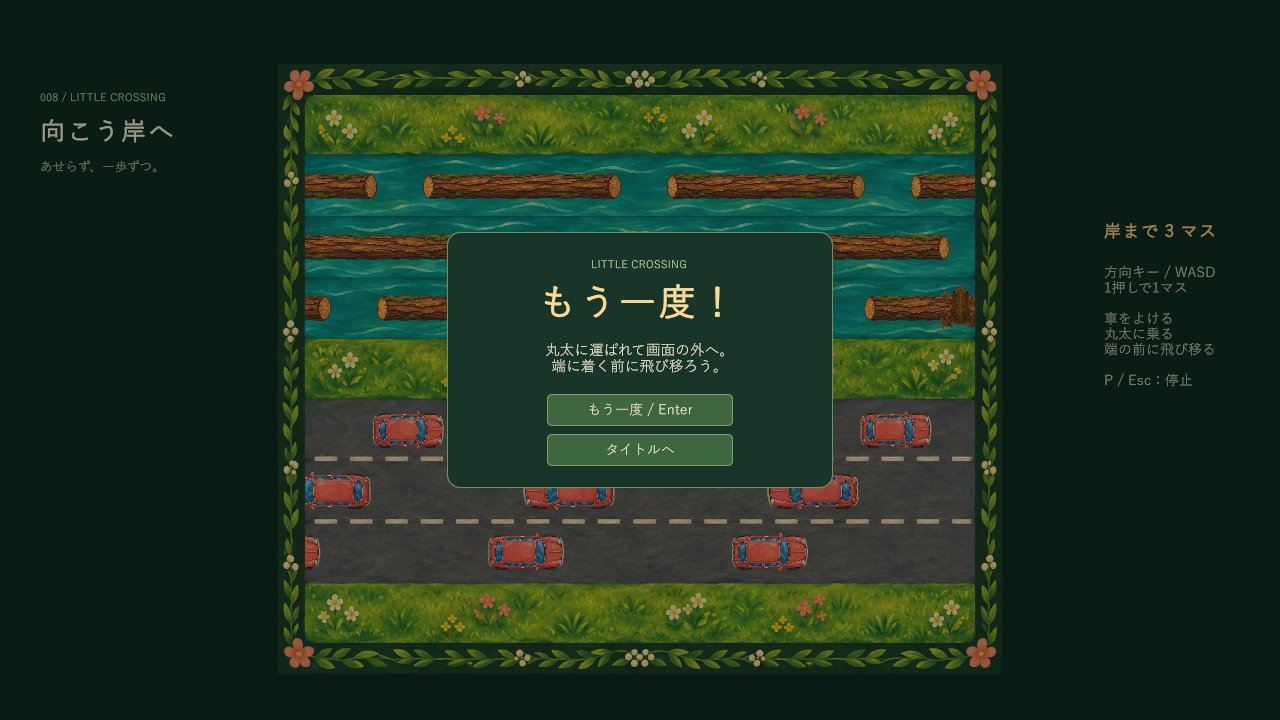 008 / LITTLE CROSSING
向こう岸へ
あせらず、一歩ずつ。
LITTLE CROSSING
もう一度！
丸太に運ばれて画面の外へ。
端に着く前に飛び移ろう。
もう一度 / Enter
タイトルへ
岸まで 3 マス
方向キー / WASD
1押しで1マス
車をよける
丸太に乗る
端の前に飛び移る
P / Esc：停止